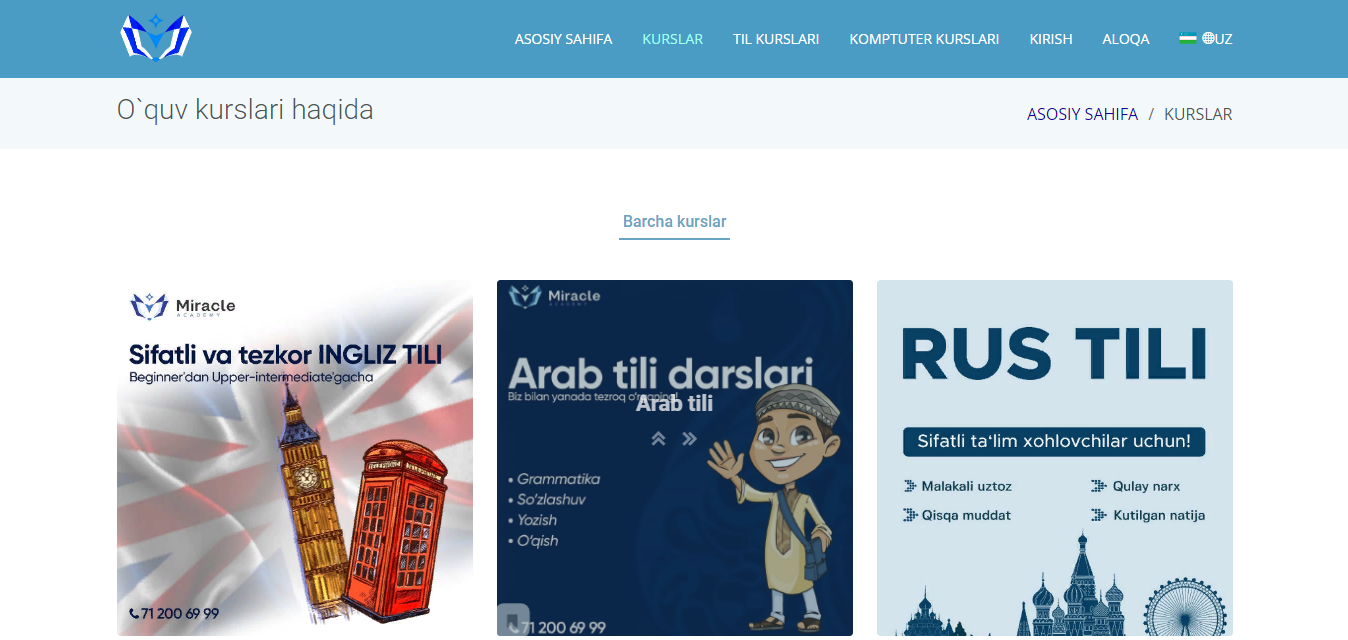 ASOSIY SAHIFA KURSLAR TIL KURSLARI KOMPTUTER KURSLARI KIRISH ALOQA UZ
O`quv kurslari haqida
ASOSIY SAHIFA / KURSLAR
Barcha kurslar
Miracle
ACADEMY
Sifatli va tezkor INGLIZ TILI
Beginner'dan Upper-intermediate'gacha
71 200 69 99
Miracle
ACADEMY
Arab tili darslari
Biz bilan yanada tezroq
Arab tili
• Grammatika
• So'zlashuv
• Yozish
• O'qish
71 200 69 99
RUS TILI
Sifatli ta‘lim xohlovchilar uchun!
Malakali uztoz
Qulay narx
Qisqa muddat
Kutilgan natija